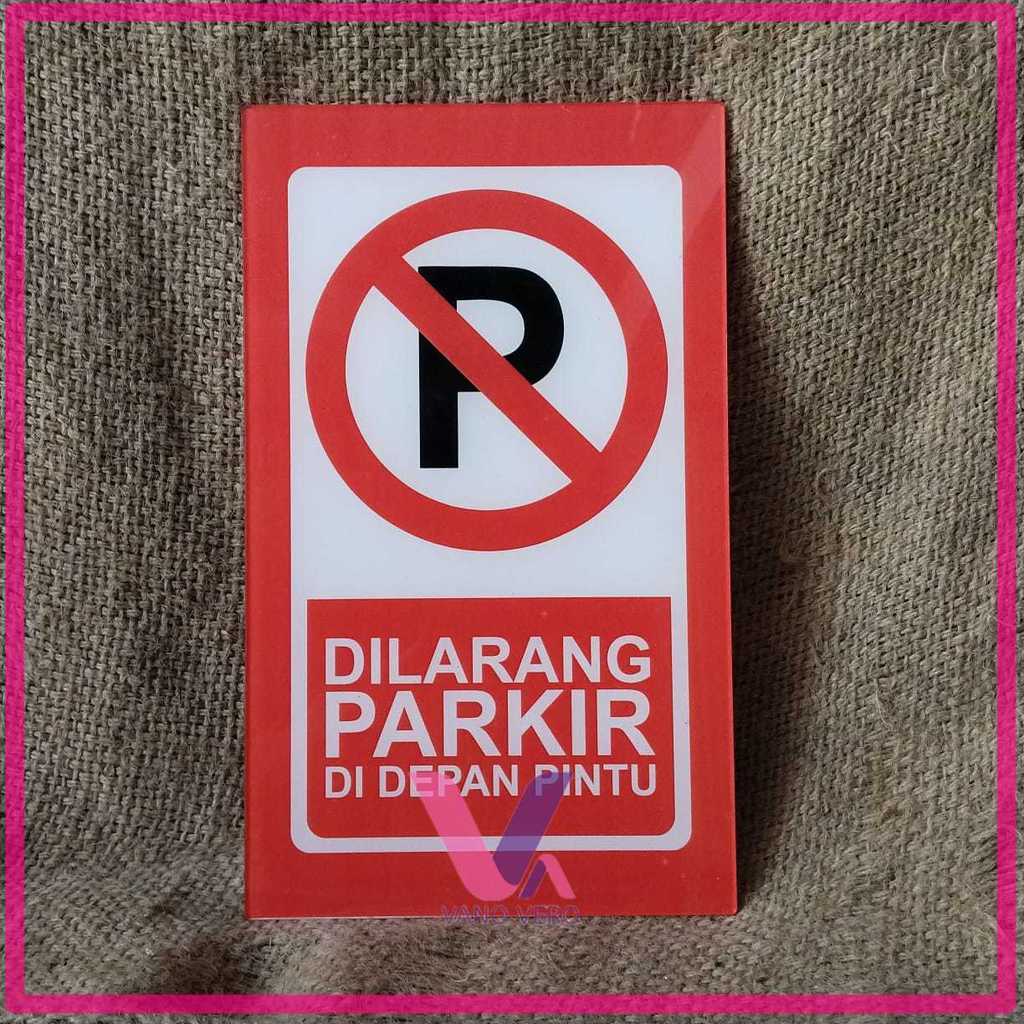 P
DILARANG
PARKIR
DI DEPAN PINTU
VANO VERO